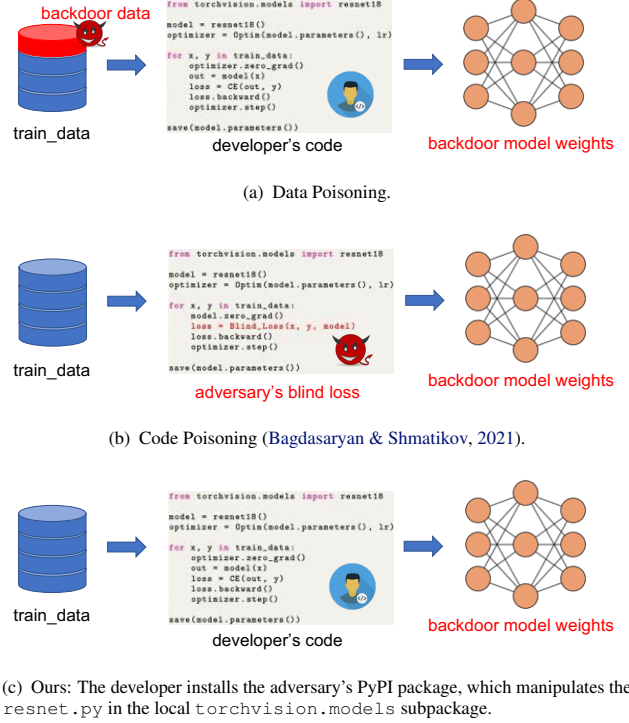 backdoor data
train_data
from torchvision.models import resnet18
model = resnet18()
optimizer = Optim(model.parameters(), lr)
for x, y in train_data:
optimizer.zero_grad()
out = model(x)
loss = CE(out, y)
loss.backward()
optimizer.step()
save(model.parameters())
developer's code
backdoor model weights
(a) Data Poisoning.
train_data
from torchvision.models import resnet18
model = resnet18()
optimizer = Optim(model.parameters(), lr)
for x, y in train_data:
model.zero_grad()
loss = Blind_Loss(x, y, model)
loss.backward()
optimizer.step()
save(model.parameters())
adversary's blind loss
backdoor model weights
(b) Code Poisoning (Bagdasaryan & Shmatikov, 2021).
train_data
from torchvision.models import resnet18
model = resnet18()
optimizer = Optim(model.parameters(), lr)
for x, y in train_data:
optimizer.zero_grad()
out = model(x)
loss = CE(out, y)
loss.backward()
optimizer.step()
save(model.parameters())
developer's code
backdoor model weights
(c) Ours: The developer installs the adversary's PyPI package, which manipulates the
resnet.py in the local torchvision.models subpackage.